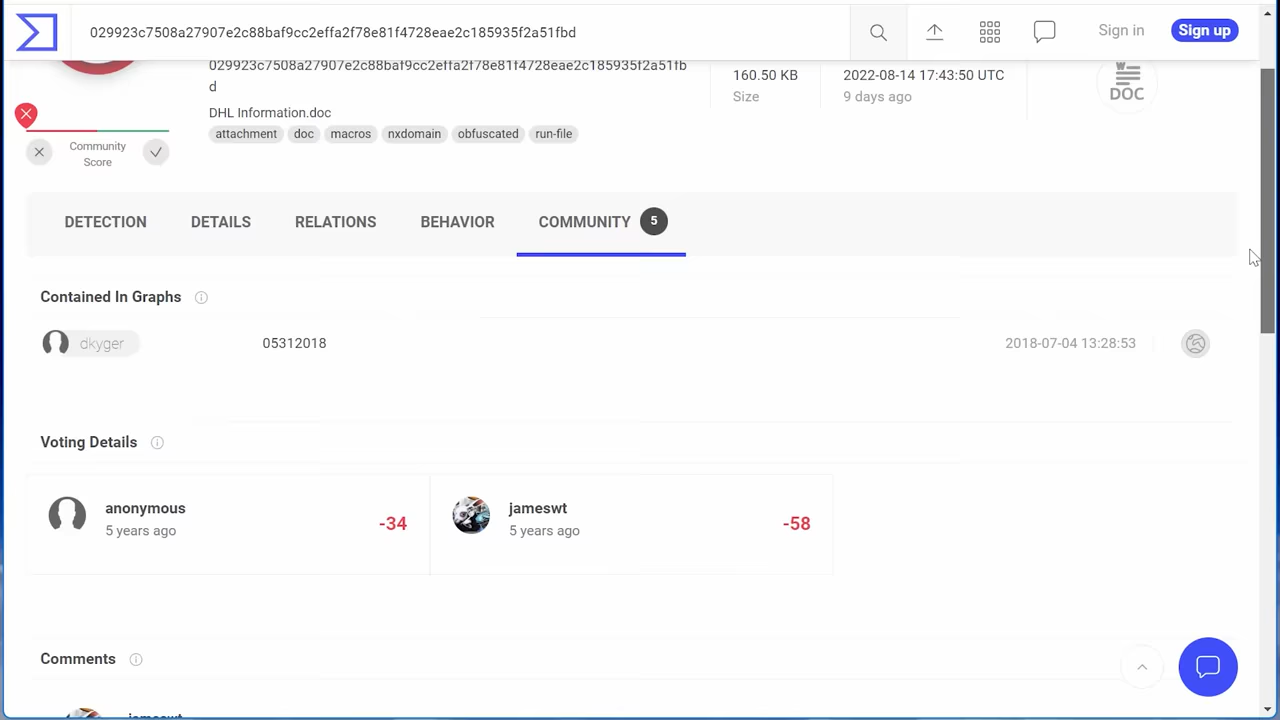 029923c7508a27907e2c88baf9cc2effa2f78e81f4728eae2c185935f2a51fbd
Sign in
Sign up
029923c7508a27907e2c88baf9cc2effa2f78e81f4728eae2c185935f2a51fb
d
160.50 KB
Size
2022-08-14 17:43:50 UTC
9 days ago
W
DOC
DHL Information.doc
attachment doc macros nxdomain obfuscated run-file
Community
Score
DETECTION DETAILS RELATIONS BEHAVIOR COMMUNITY 5
Contained In Graphs
dkyger 05312018 2018-07-04 13:28:53
Voting Details
anonymous
5 years ago
-34
jameswt
5 years ago
-58
Comments
jameswt